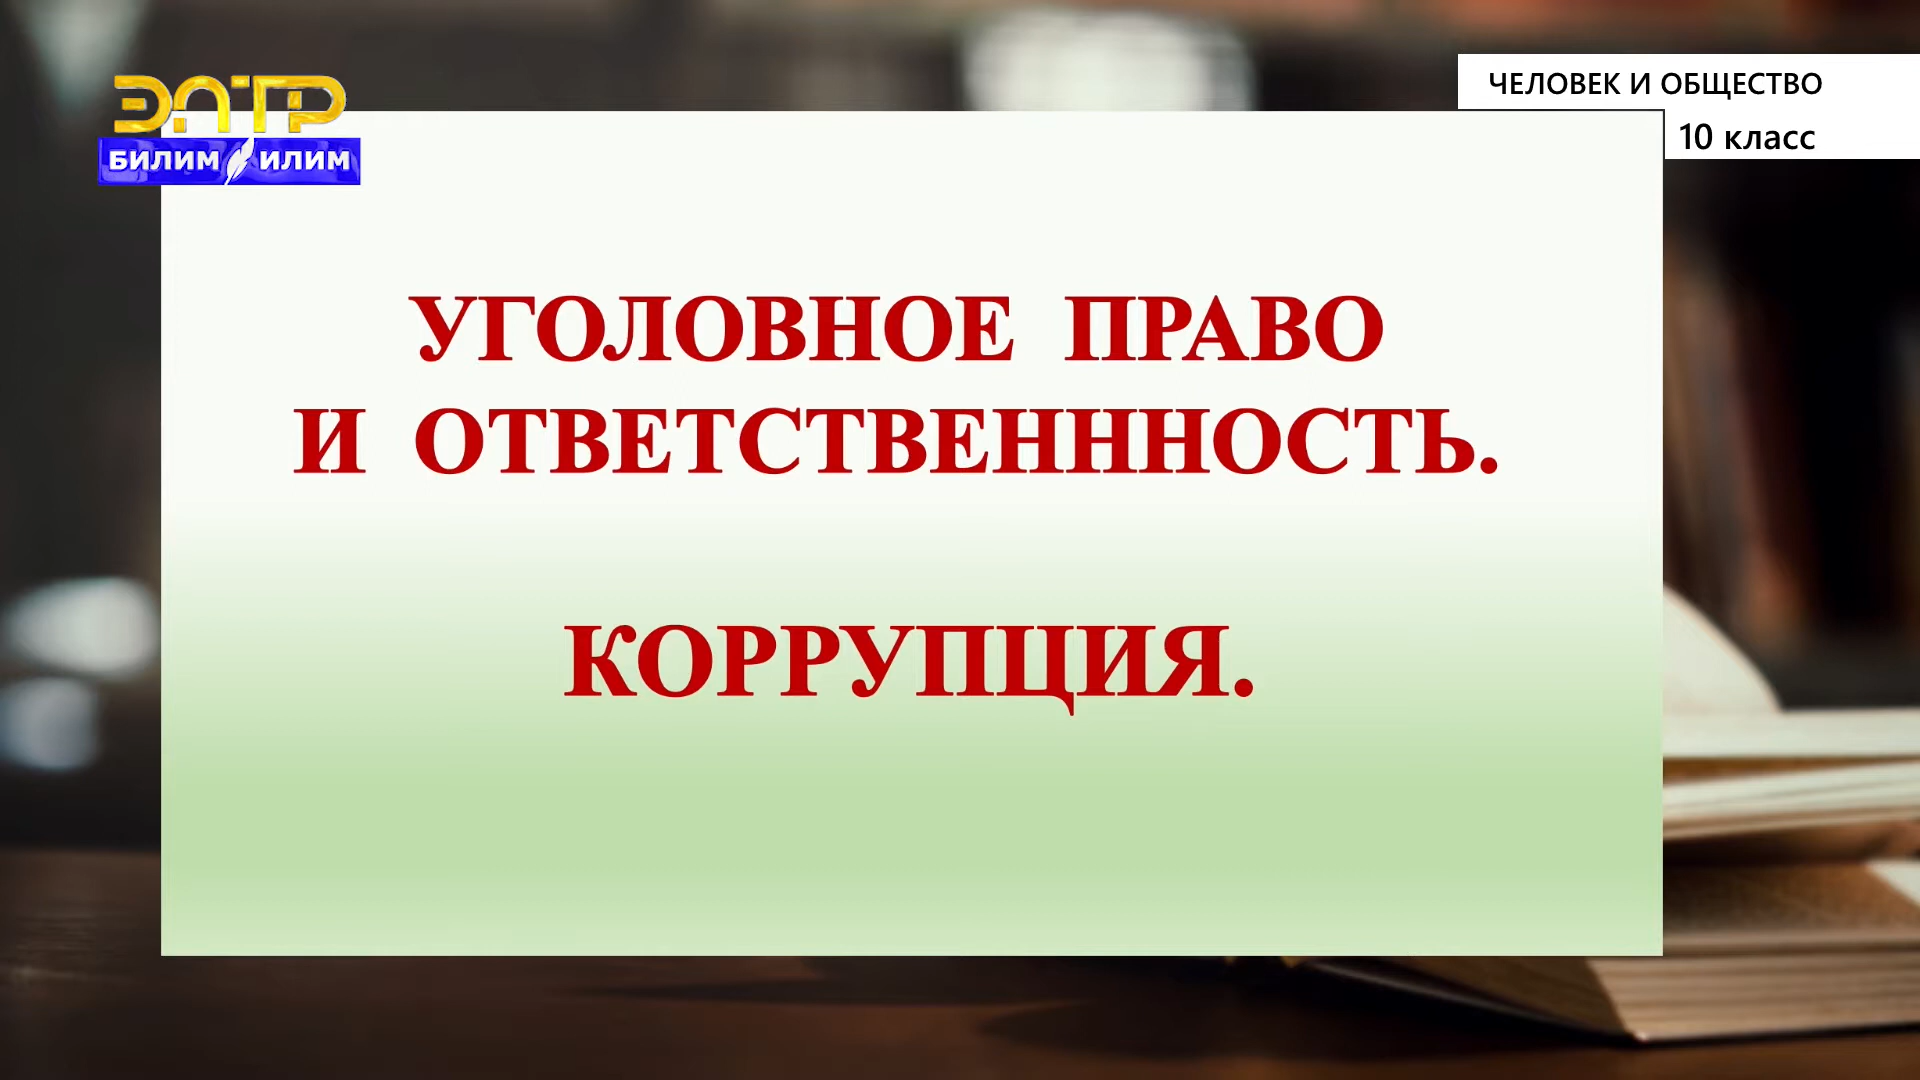 ЭЛТР
БИЛИМ ИЛИМ
ЧЕЛОВЕК И ОБЩЕСТВО
10 класс
УГОЛОВНОЕ ПРАВО
И ОТВЕТСТВЕНННОСТЬ.
КОРРУПЦИЯ.